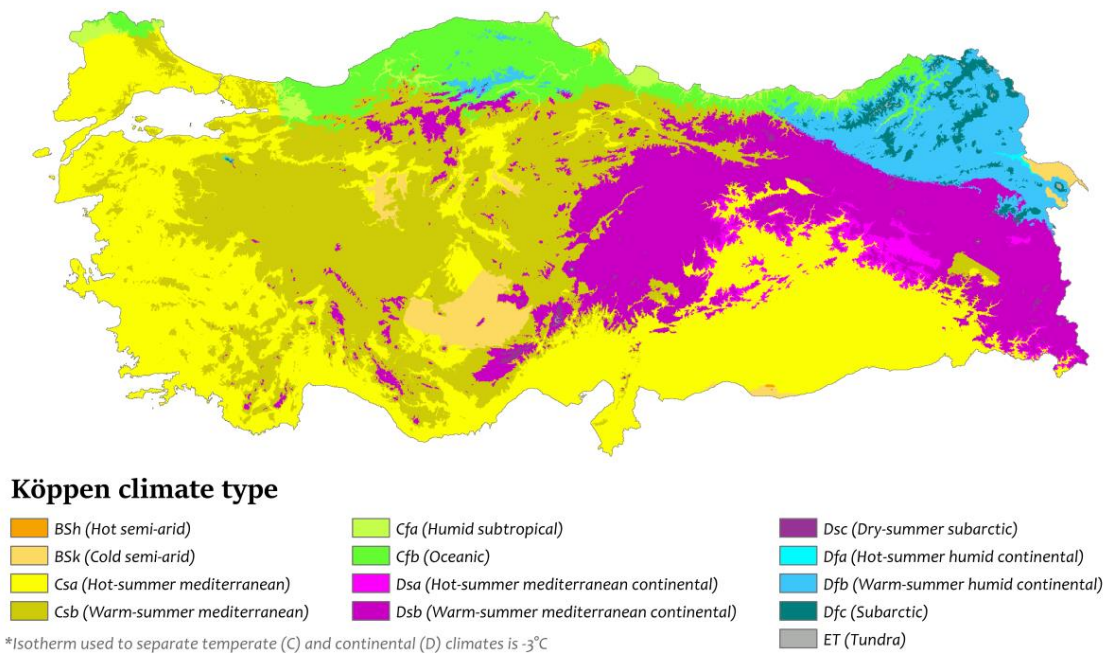 Köppen climate type
BSh (Hot semi-arid)
BSk (Cold semi-arid)
Csa (Hot-summer mediterranean)
Csb (Warm-summer mediterranean)
Cfa (Humid subtropical)
Cfb (Oceanic)
Dsa (Hot-summer mediterranean continental)
Dsb (Warm-summer mediterranean continental)
Dsc (Dry-summer subarctic)
Dfa (Hot-summer humid continental)
Dfb (Warm-summer humid continental)
Dfc (Subarctic)
ET (Tundra)
*Isotherm used to separate temperate (C) and continental (D) climates is -3°C